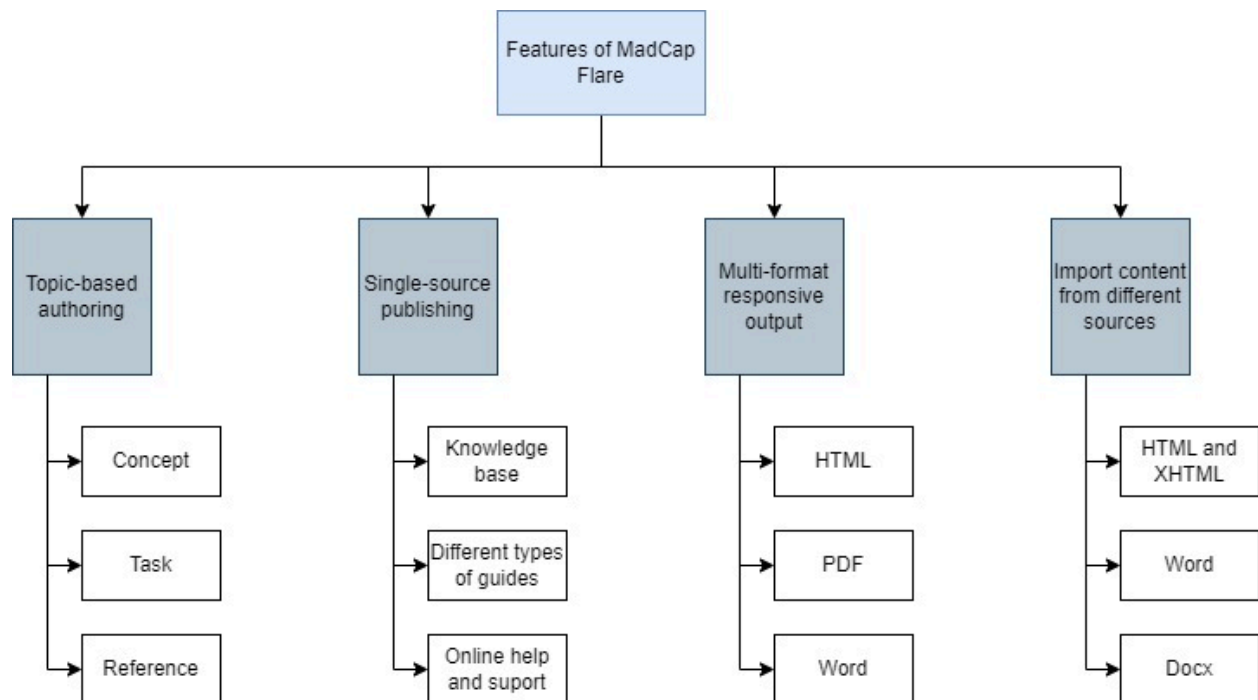 Features of MadCap
Flare
Topic-based
authoring
Single-source
publishing
Multi-format
responsive
output
Import content
from different
sources
Concept
Knowledge
base
HTML
HTML and
XHTML
Task
Different types
of guides
PDF
Word
Reference
Online help
and suport
Word
Docx